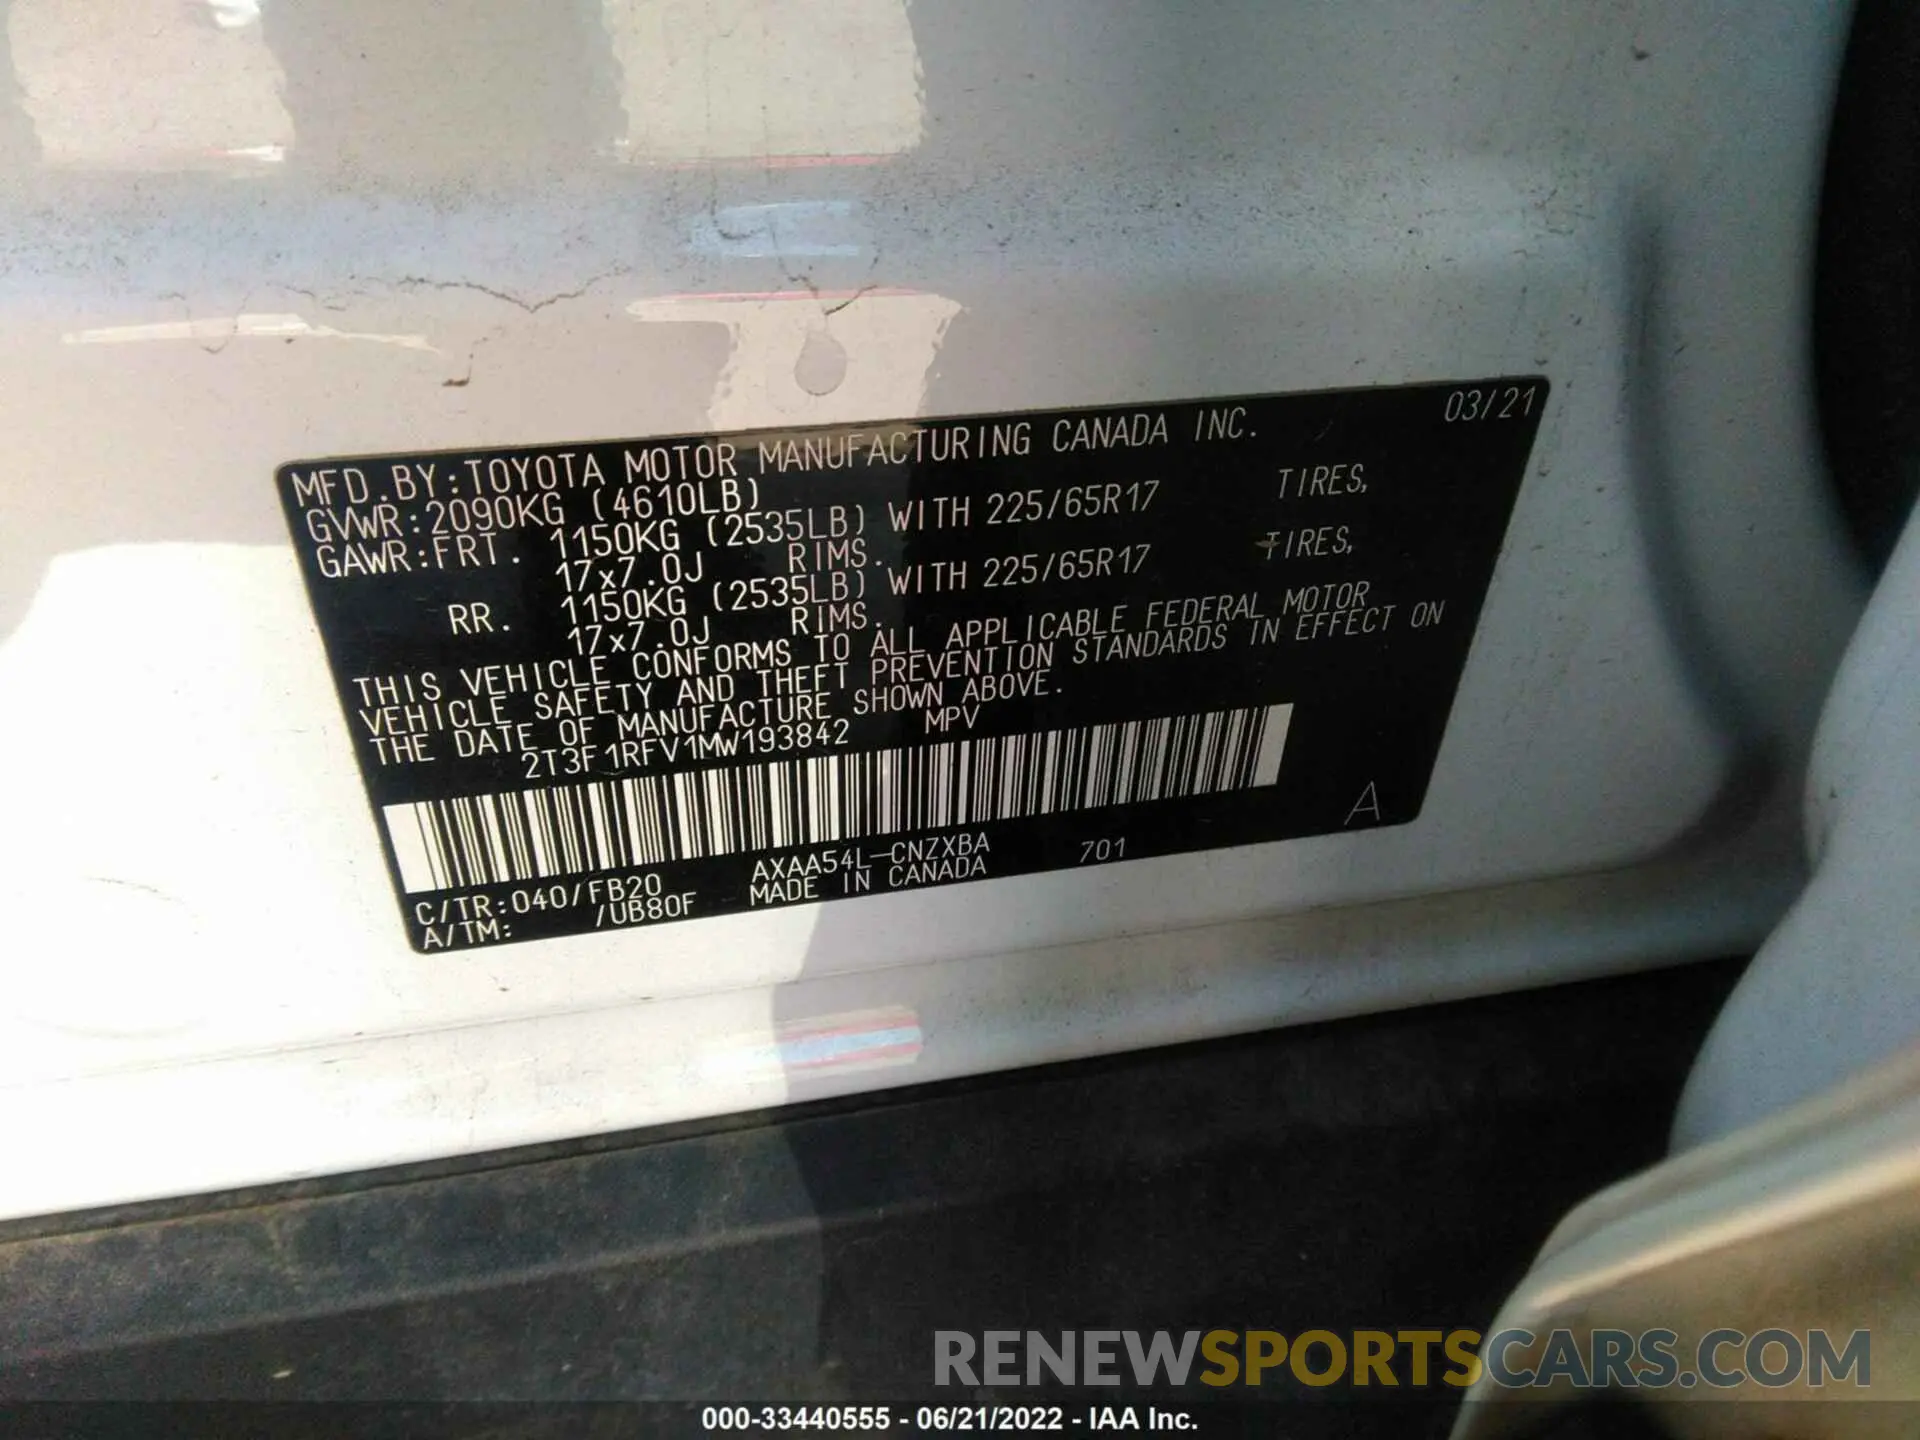 03/21
MFD.BY:TOYOTA MOTOR MANUFACTURING CANADA INC.
GVWR:2090KG (4610LB)
GAWR:FRT. 1150KG (2535LB) WITH 225/65R17 TIRES,
17x7.0J RIMS.
RR. 1150KG (2535LB) WITH 225/65R17 TIRES,
17x7.0J RIMS.
THIS VEHICLE CONFORMS TO ALL APPLICABLE FEDERAL MOTOR
VEHICLE SAFETY AND THEFT PREVENTION STANDARDS IN EFFECT ON
THE DATE OF MANUFACTURE SHOWN ABOVE.
2T3F1RFV1MW193842 MPV
A
C/TR:040/FB20 AXAA54L-CNZXBA 701
A/TM: /UB80F MADE IN CANADA
RENEWSPORTSCARS.COM
000-33440555 - 06/21/2022 - IAA Inc.